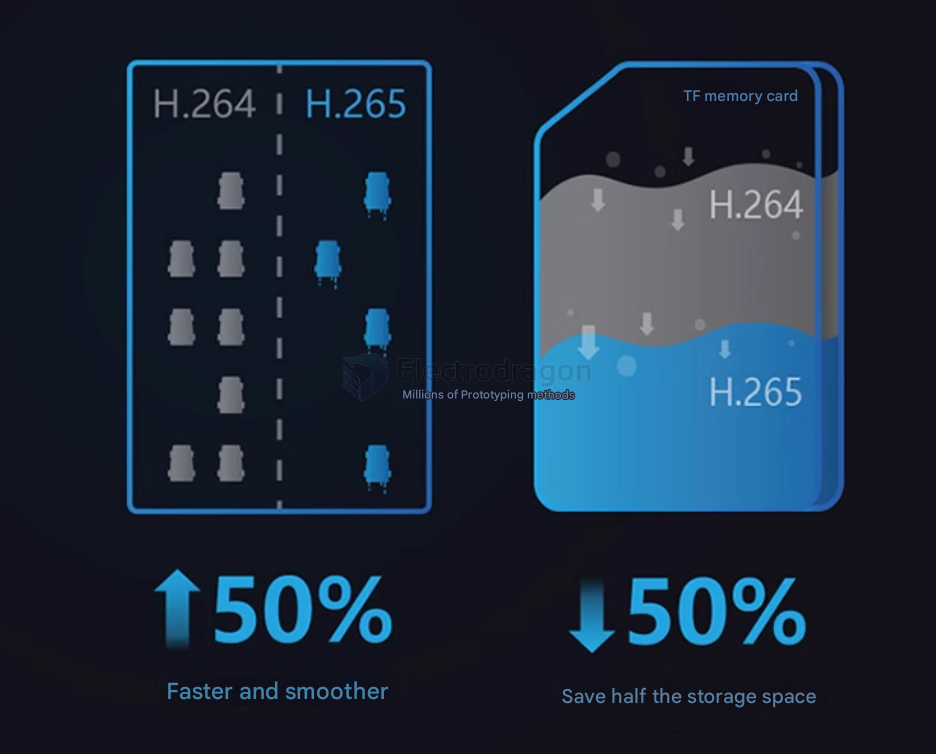 H.264
H.265
TF memory card
H.264
H.265
Electrodragon
Millions of Prototyping methods
50%
50%
Faster and smoother
Save half the storage space